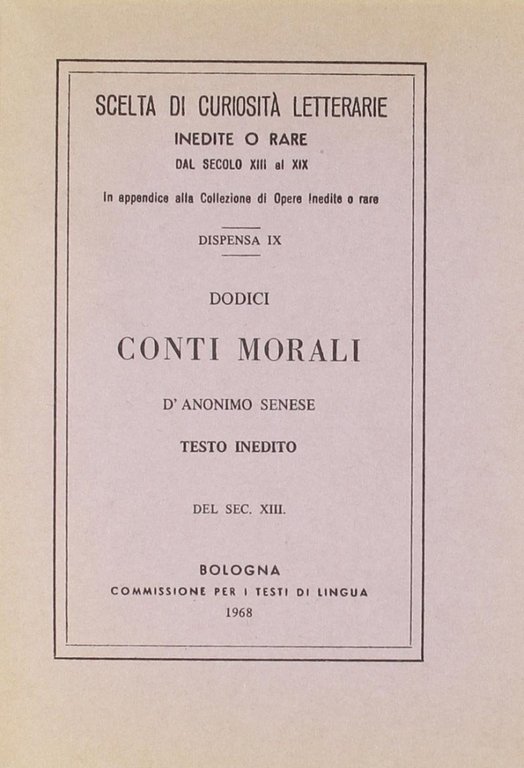 SCELTA DI CURIOSITÀ LETTERARIE
INEDITE O RARE
DAL SECOLO XIII al XIX
In appendice alla Collezione di Opere Inedite o rare
DISPENSA IX
DODICI
CONTI MORALI
D'ANONIMO SENESE
TESTO INEDITO
DEL SEC. XIII.
BOLOGNA
COMMISSIONE PER I TESTI DI LINGUA
1968